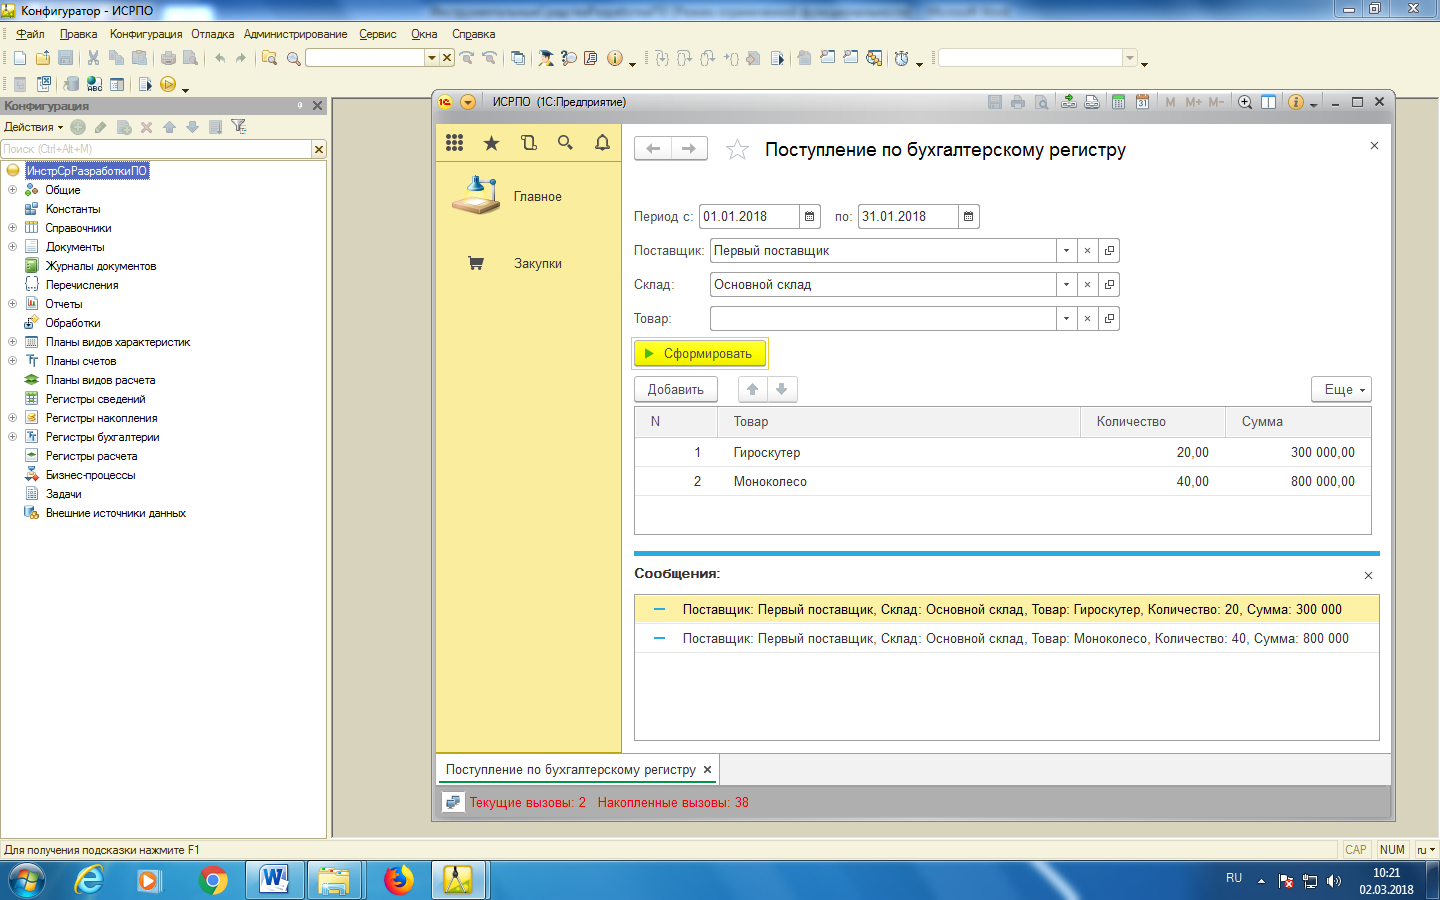 Конфигуратор - ИСРПО
Файл Правка Конфигурация Отладка Администрирование Сервис Окна Справка
Конфигурация
Действия
Поиск (Ctrl+Alt+M)
ИнстрСрРазработкиПО
Общие
Константы
Справочники
Документы
Журналы документов
Перечисления
Отчеты
Обработки
Планы видов характеристик
Планы счетов
Планы видов расчета
Регистры сведений
Регистры накопления
Регистры бухгалтерии
Регистры расчета
Бизнес-процессы
Задачи
Внешние источники данных
ИСРПО (1С:Предприятие)
M M+ M-
Главное
Закупки
Поступление по бухгалтерскому регистру
Период с: 01.01.2018 по: 31.01.2018
Поставщик: Первый поставщик
Склад: Основной склад
Товар:
Сформировать
Добавить Еще
N Товар Количество Сумма
1 Гироскутер 20,00 300 000,00
2 Моноколесо 40,00 800 000,00
Сообщения:
Поставщик: Первый поставщик, Склад: Основной склад, Товар: Гироскутер, Количество: 20, Сумма: 300 000
Поставщик: Первый поставщик, Склад: Основной склад, Товар: Моноколесо, Количество: 40, Сумма: 800 000
Поступление по бухгалтерскому регистру
Текущие вызовы: 2 Накопленные вызовы: 38
Для получения подсказки нажмите F1
CAP NUM ru
RU
10:21
02.03.2018